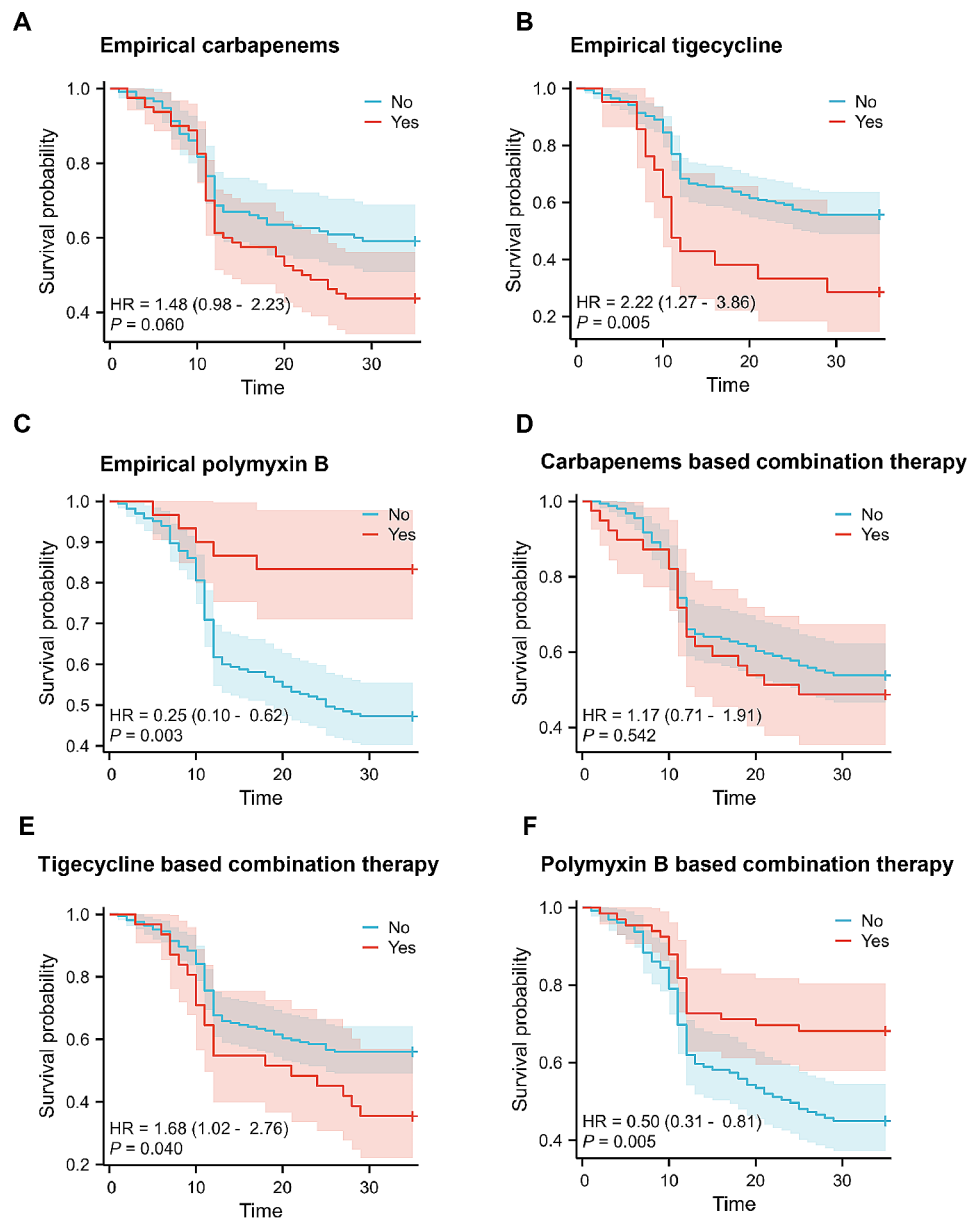 A
Empirical carbapenems
Survival probability
1.0
0.8
0.6
0.4
No
Yes
HR = 1.48 (0.98 - 2.23)
P = 0.060
0 10 20 30
Time
B
Empirical tigecycline
Survival probability
1.0
0.8
0.6
0.4
0.2
No
Yes
HR = 2.22 (1.27 - 3.86)
P = 0.005
0 10 20 30
Time
C
Empirical polymyxin B
Survival probability
1.0
0.9
0.8
0.7
0.6
0.5
0.4
No
Yes
HR = 0.25 (0.10 - 0.62)
P = 0.003
0 10 20 30
Time
D
Carbapenems based combination therapy
Survival probability
1.0
0.8
0.6
0.4
No
Yes
HR = 1.17 (0.71 - 1.91)
P = 0.542
0 10 20 30
Time
E
Tigecycline based combination therapy
Survival probability
1.0
0.8
0.6
0.4
0.2
No
Yes
HR = 1.68 (1.02 - 2.76)
P = 0.040
0 10 20 30
Time
F
Polymyxin B based combination therapy
Survival probability
1.0
0.8
0.6
0.4
No
Yes
HR = 0.50 (0.31 - 0.81)
P = 0.005
0 10 20 30
Time